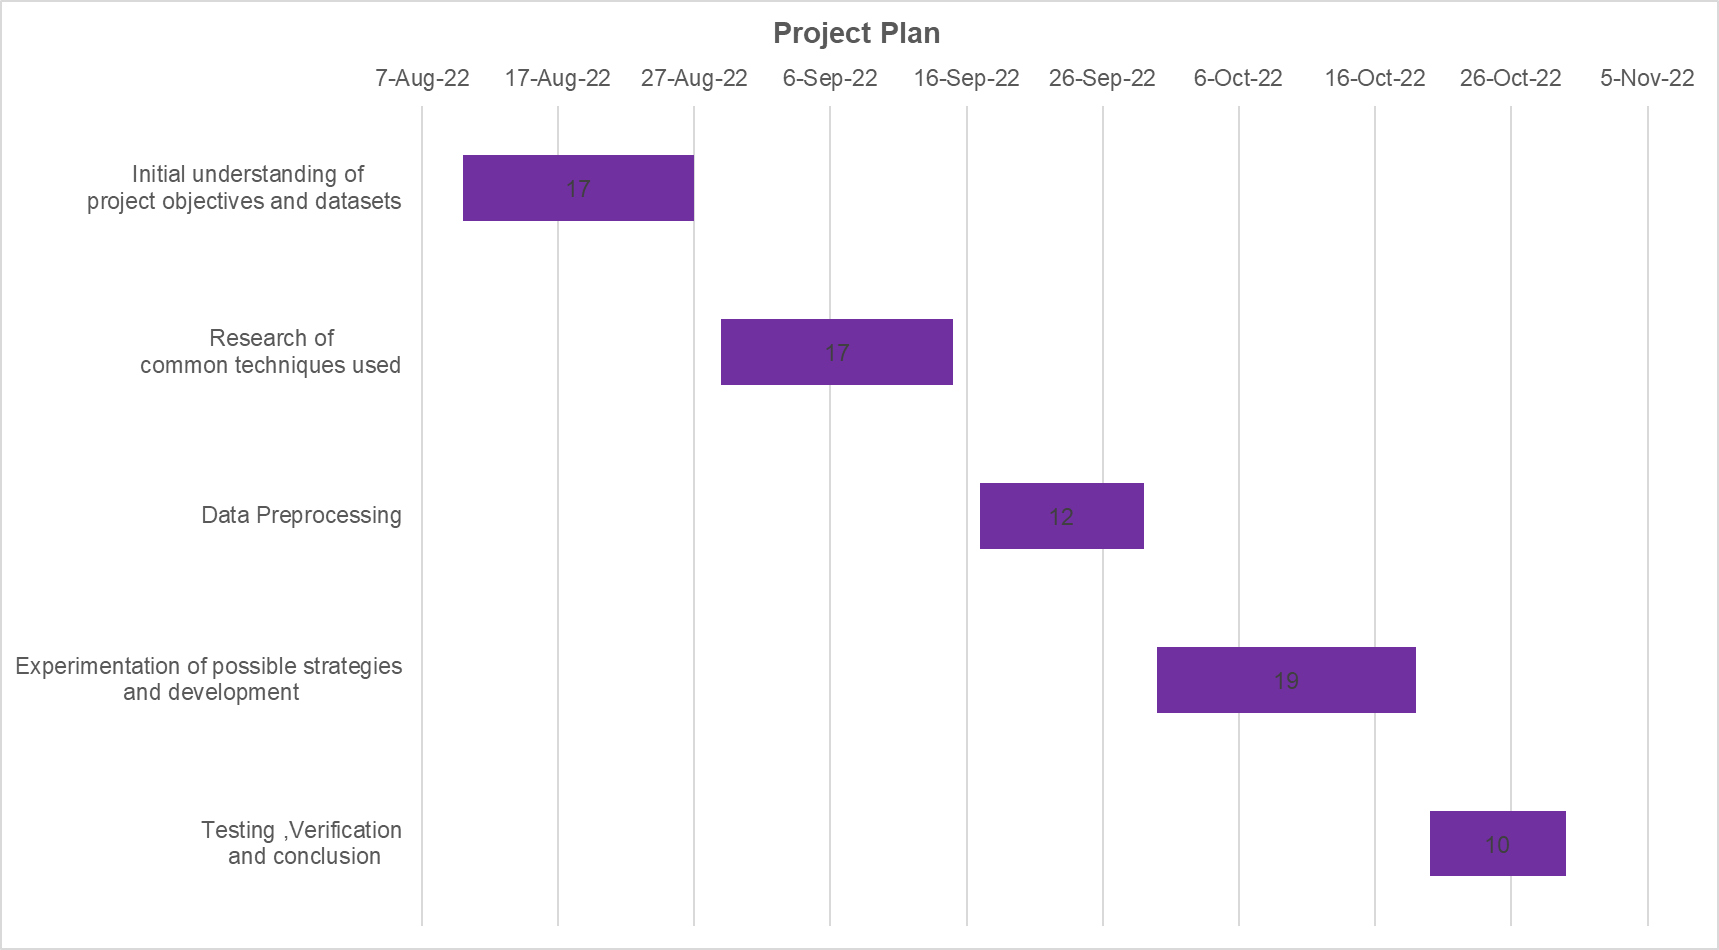 Project Plan
7-Aug-22 17-Aug-22 27-Aug-22 6-Sep-22 16-Sep-22 26-Sep-22 6-Oct-22 16-Oct-22 26-Oct-22 5-Nov-22
Initial understanding of
project objectives and datasets
17
Research of
common techniques used
17
Data Preprocessing
12
Experimentation of possible strategies
and development
19
Testing ,Verification
and conclusion
10